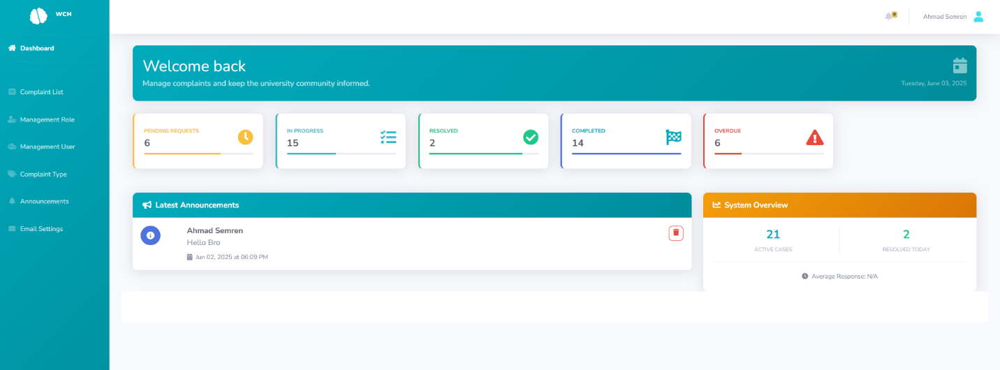 WCH
0
Ahmad Semren
Dashboard
Complaint List
Management Role
Management User
Complaint Type
Announcements
Email Settings
Welcome back
Manage complaints and keep the university community informed.
Tuesday, June 03, 2025
PENDING REQUESTS
6
IN PROGRESS
15
RESOLVED
2
COMPLETED
14
OVERDUE
6
Latest Announcements
Ahmad Semren
Hello Bro
Jun 02, 2025 at 06:09 PM
System Overview
21
ACTIVE CASES
2
RESOLVED TODAY
Average Response: N/A